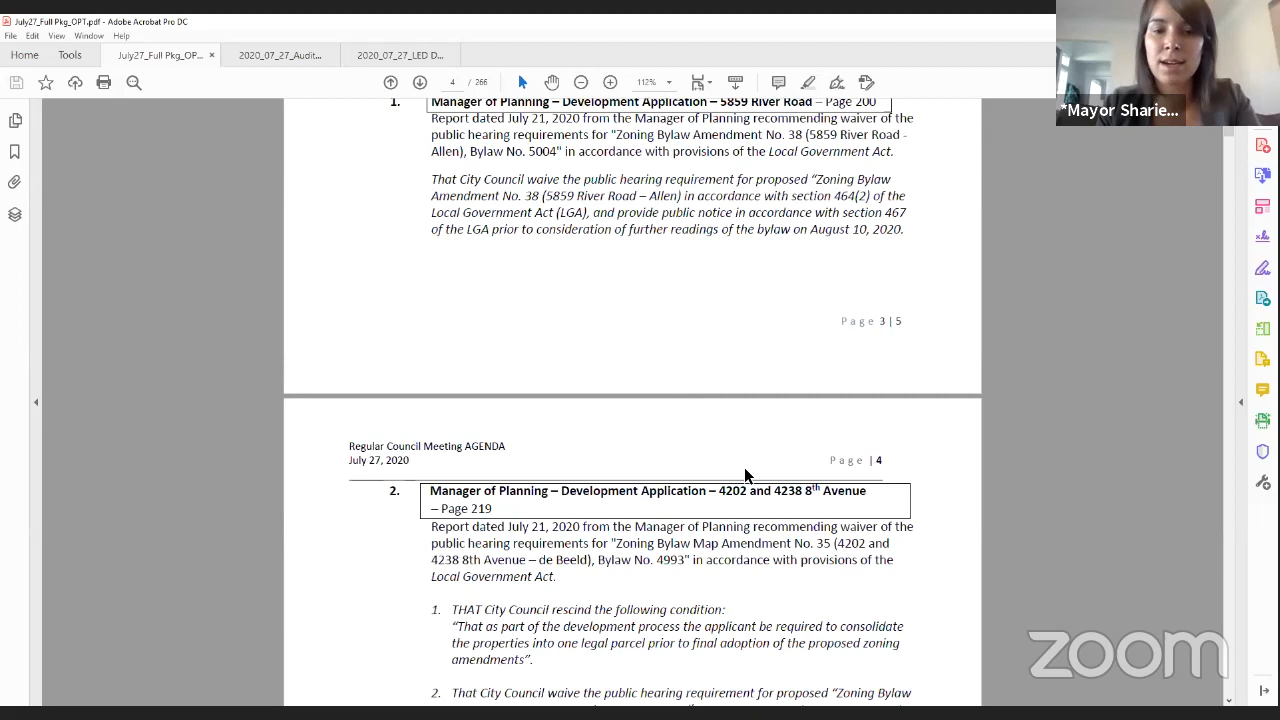 July27_Full Pkg_OPT.pdf - Adobe Acrobat Pro DC
File Edit View Window Help
Home Tools July27_Full Pkg_OP... × 2020_07_27_Audit... 2020_07_27_LED D...
4 / 266 112%
*Mayor Sharie...
1. Manager of Planning – Development Application – 5859 River Road – Page 200
Report dated July 21, 2020 from the Manager of Planning recommending waiver of the
public hearing requirements for "Zoning Bylaw Amendment No. 38 (5859 River Road -
Allen), Bylaw No. 5004" in accordance with provisions of the Local Government Act.
That City Council waive the public hearing requirement for proposed "Zoning Bylaw
Amendment No. 38 (5859 River Road – Allen) in accordance with section 464(2) of the
Local Government Act (LGA), and provide public notice in accordance with section 467
of the LGA prior to consideration of further readings of the bylaw on August 10, 2020.
Page 3 | 5
Regular Council Meeting AGENDA
July 27, 2020 Page | 4
2. Manager of Planning – Development Application – 4202 and 4238 8th Avenue
– Page 219
Report dated July 21, 2020 from the Manager of Planning recommending waiver of the
public hearing requirements for "Zoning Bylaw Map Amendment No. 35 (4202 and
4238 8th Avenue – de Beeld), Bylaw No. 4993" in accordance with provisions of the
Local Government Act.
1. THAT City Council rescind the following condition:
"That as part of the development process the applicant be required to consolidate
the properties into one legal parcel prior to final adoption of the proposed zoning
amendments".
2. That City Council waive the public hearing requirement for proposed "Zoning Bylaw
zoom